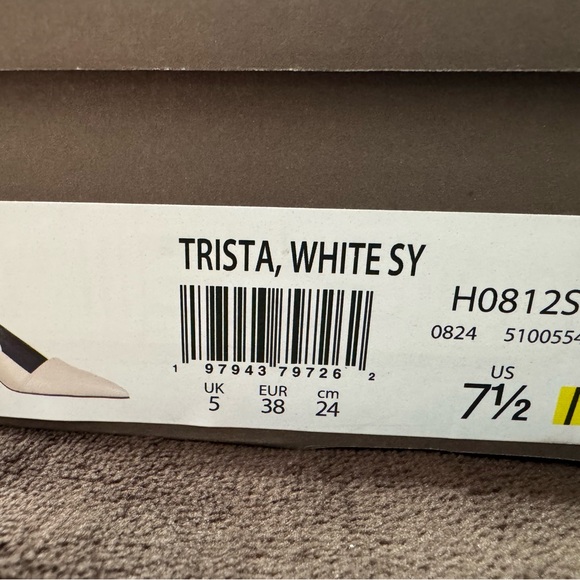 TRISTA, WHITE SY
H0812S
0824 5100554
1 97943 79726 2
UK EUR cm US
5 38 24 7½